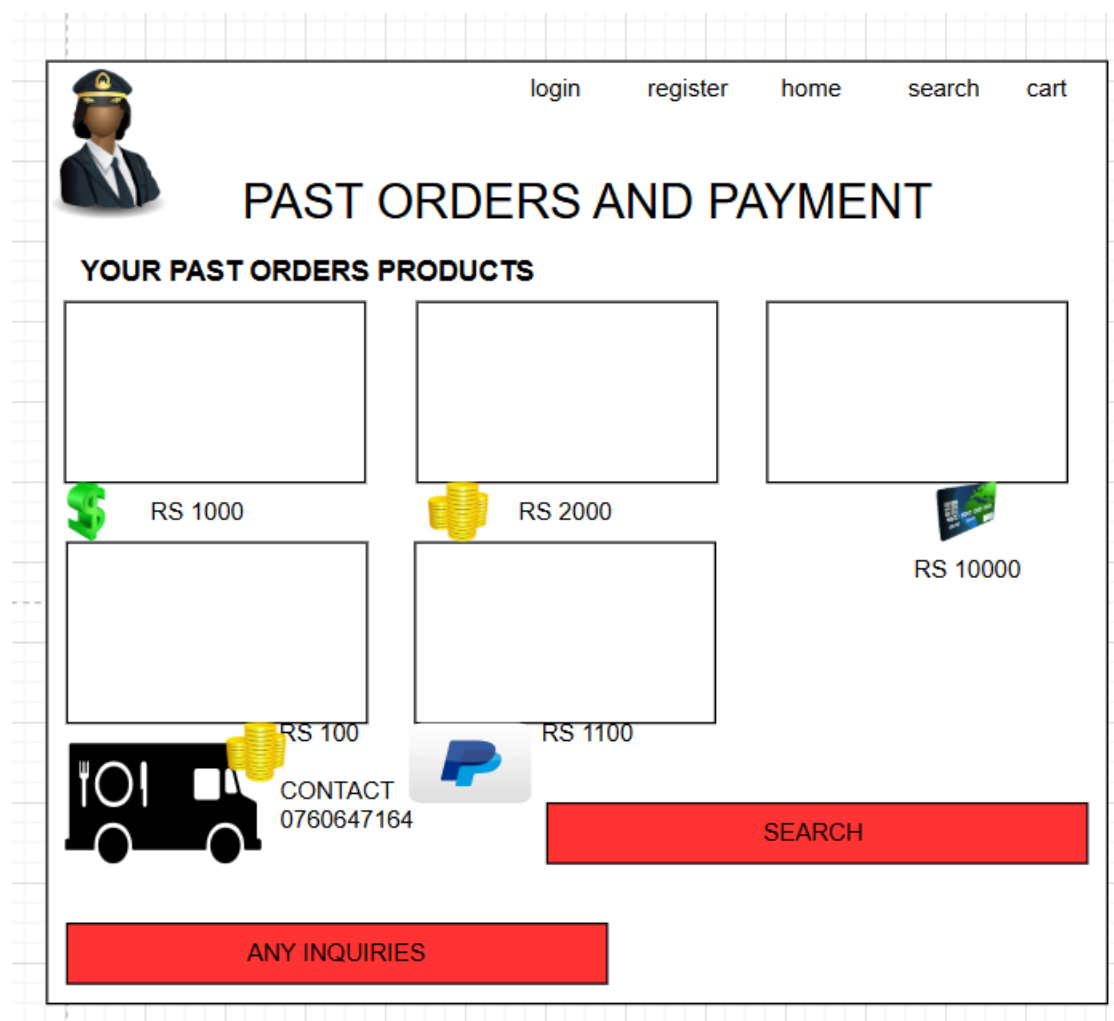 login register home search cart
PAST ORDERS AND PAYMENT
YOUR PAST ORDERS PRODUCTS
RS 1000
RS 2000
RS 10000
RS 100
RS 1100
CONTACT
0760647164
SEARCH
ANY INQUIRIES